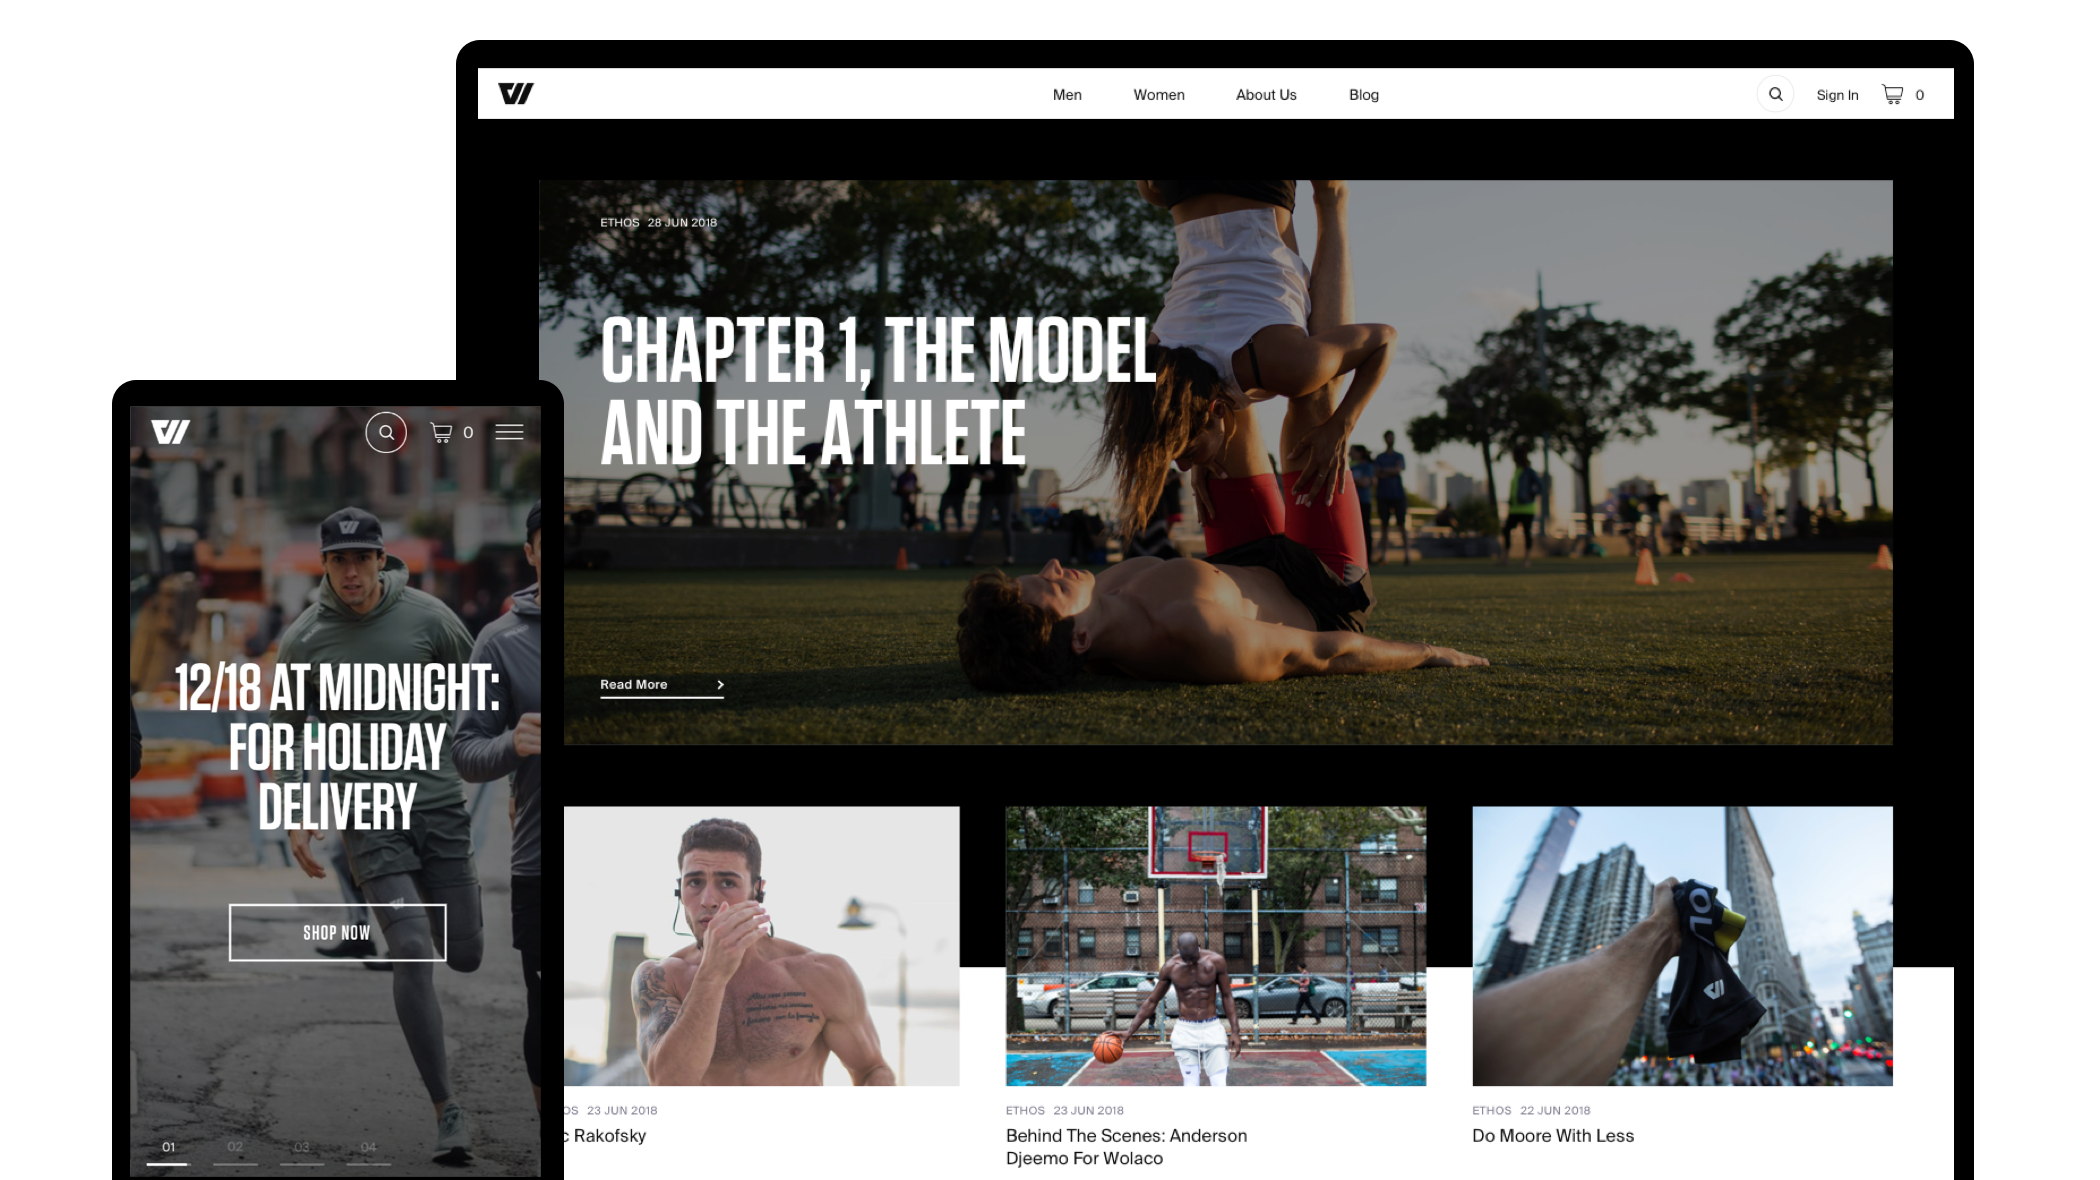 Men
Women
About Us
Blog
Sign In
0
ETHOS 28 JUN 2018
CHAPTER 1, THE MODEL
AND THE ATHLETE
Read More
0
12/18 AT MIDNIGHT:
FOR HOLIDAY
DELIVERY
SHOP NOW
01
02
03
04
OS 23 JUN 2018
c Rakofsky
ETHOS 23 JUN 2018
Behind The Scenes: Anderson
Djeemo For Wolaco
ETHOS 22 JUN 2018
Do Moore With Less